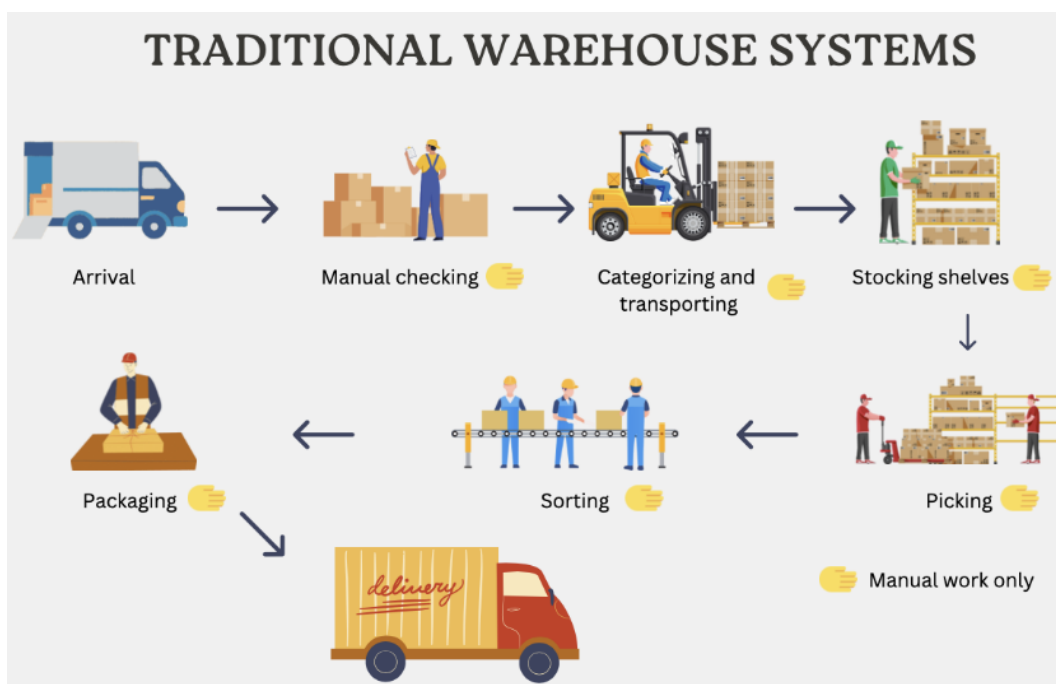 TRADITIONAL WAREHOUSE SYSTEMS
Arrival
Manual checking
Categorizing and
transporting
Stocking shelves
Packaging
Sorting
Picking
delivery
Manual work only